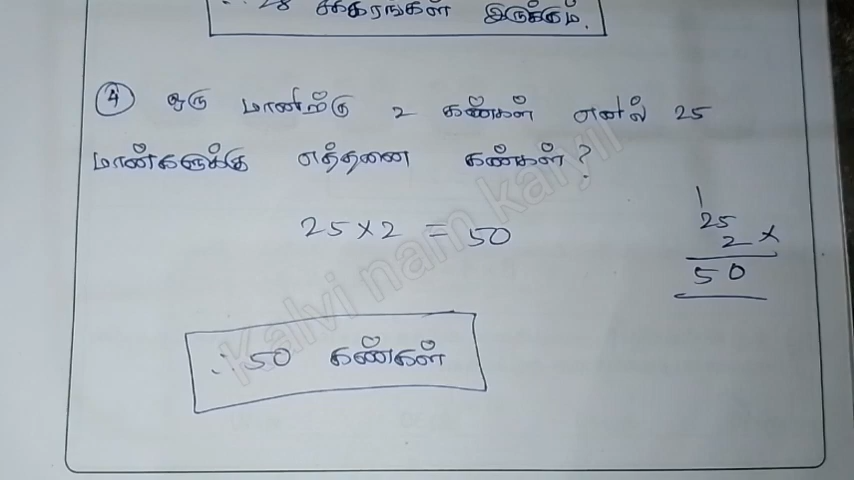 ∴ 28 சக்கரங்கள் இருக்கும்.
④ ஒரு மானிற்கு 2 கண்கள் எனில் 25
மான்களுக்கு எத்தனை கண்கள்?
25 × 2 = 50
1
25
2 ×
50
∴ 50 கண்கள்
Kalvi nam kaiyil